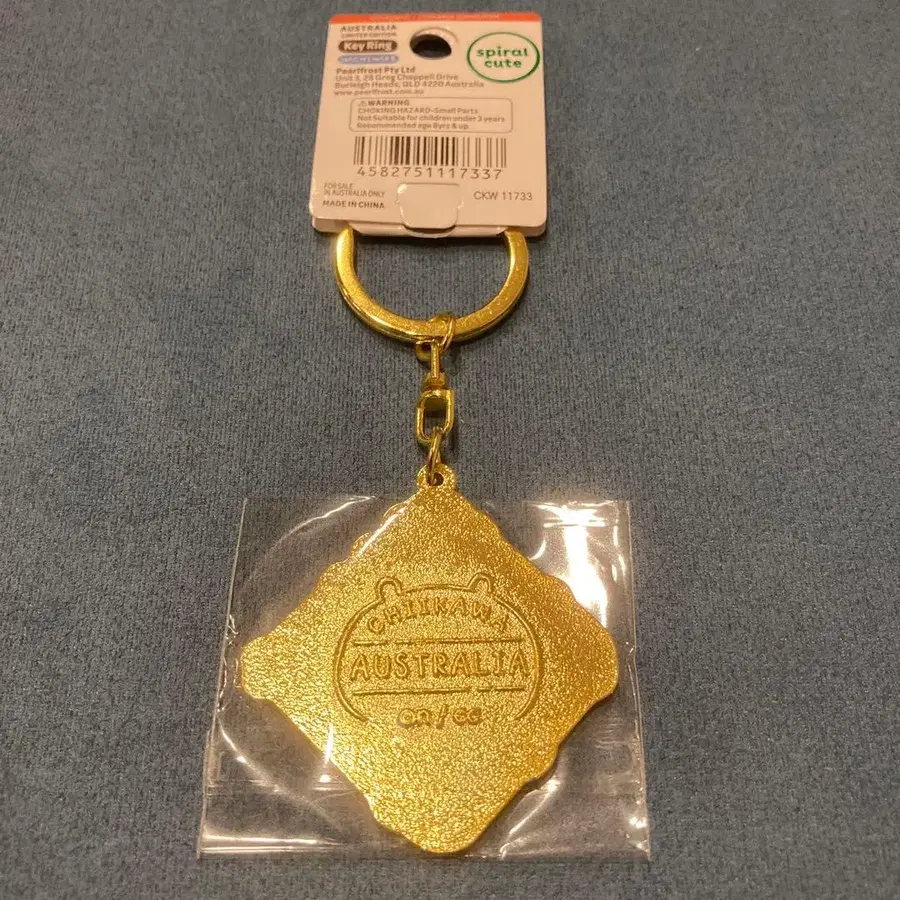 AUSTRALIA
LIMITED EDITION
Key Ring
spiral
cute
Pearlfrost Pty Ltd
Unit 3, 28 Greg Chappell Drive
Burleigh Heads, QLD 4220 Australia
www.pearlfrost.com.au
WARNING
CHOKING HAZARD-Small Parts
Not Suitable for children under 3 years
Recommended age 8yrs & up
4582751117337
FOR SALE
IN AUSTRALIA ONLY
CKW 11733
MADE IN CHINA
CHIIKAWA
AUSTRALIA